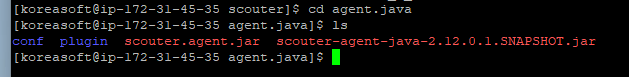 [koreasoft@ip-172-31-45-35 scouter]$ cd agent.java
[koreasoft@ip-172-31-45-35 agent.java]$ ls
conf plugin scouter.agent.jar scouter-agent-java-2.12.0.1.SNAPSHOT.jar
[koreasoft@ip-172-31-45-35 agent.java]$